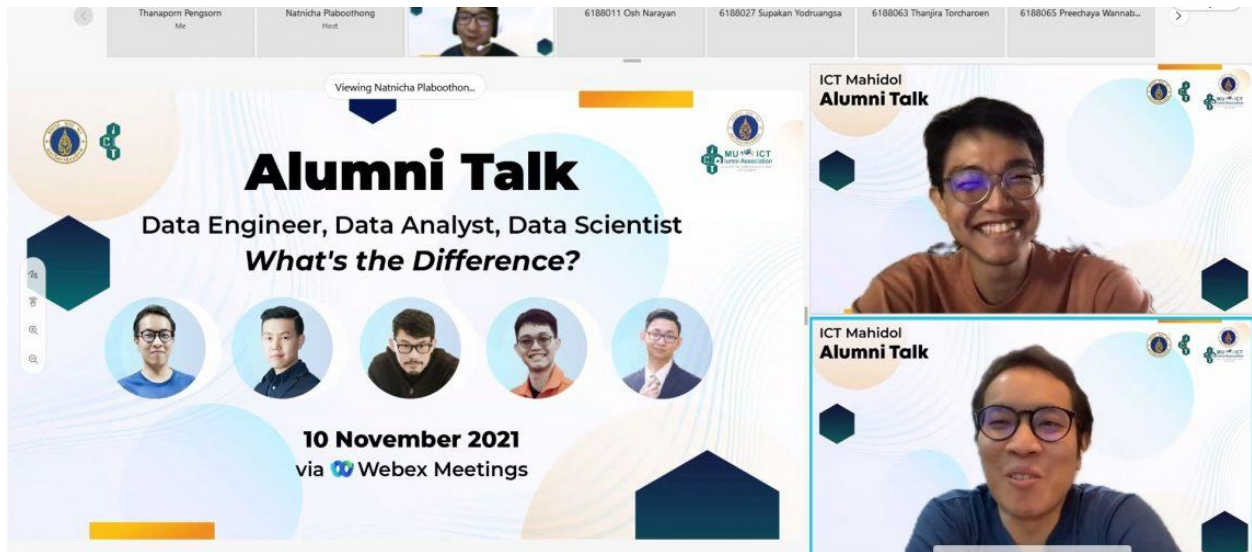 Thanaporn Pengsorn
Me
Natnicha Plaboothong
Host
6188011 Osh Narayan
6188027 Supakan Yodruangsa
6188063 Thanjira Torcharoen
6188065 Preechaya Wannab...
Viewing Natnicha Plaboothon...
ICT
MU ICT
Alumni Association
Alumni Talk
Data Engineer, Data Analyst, Data Scientist
What's the Difference?
10 November 2021
via Webex Meetings
ICT Mahidol
Alumni Talk
ICT Mahidol
Alumni Talk